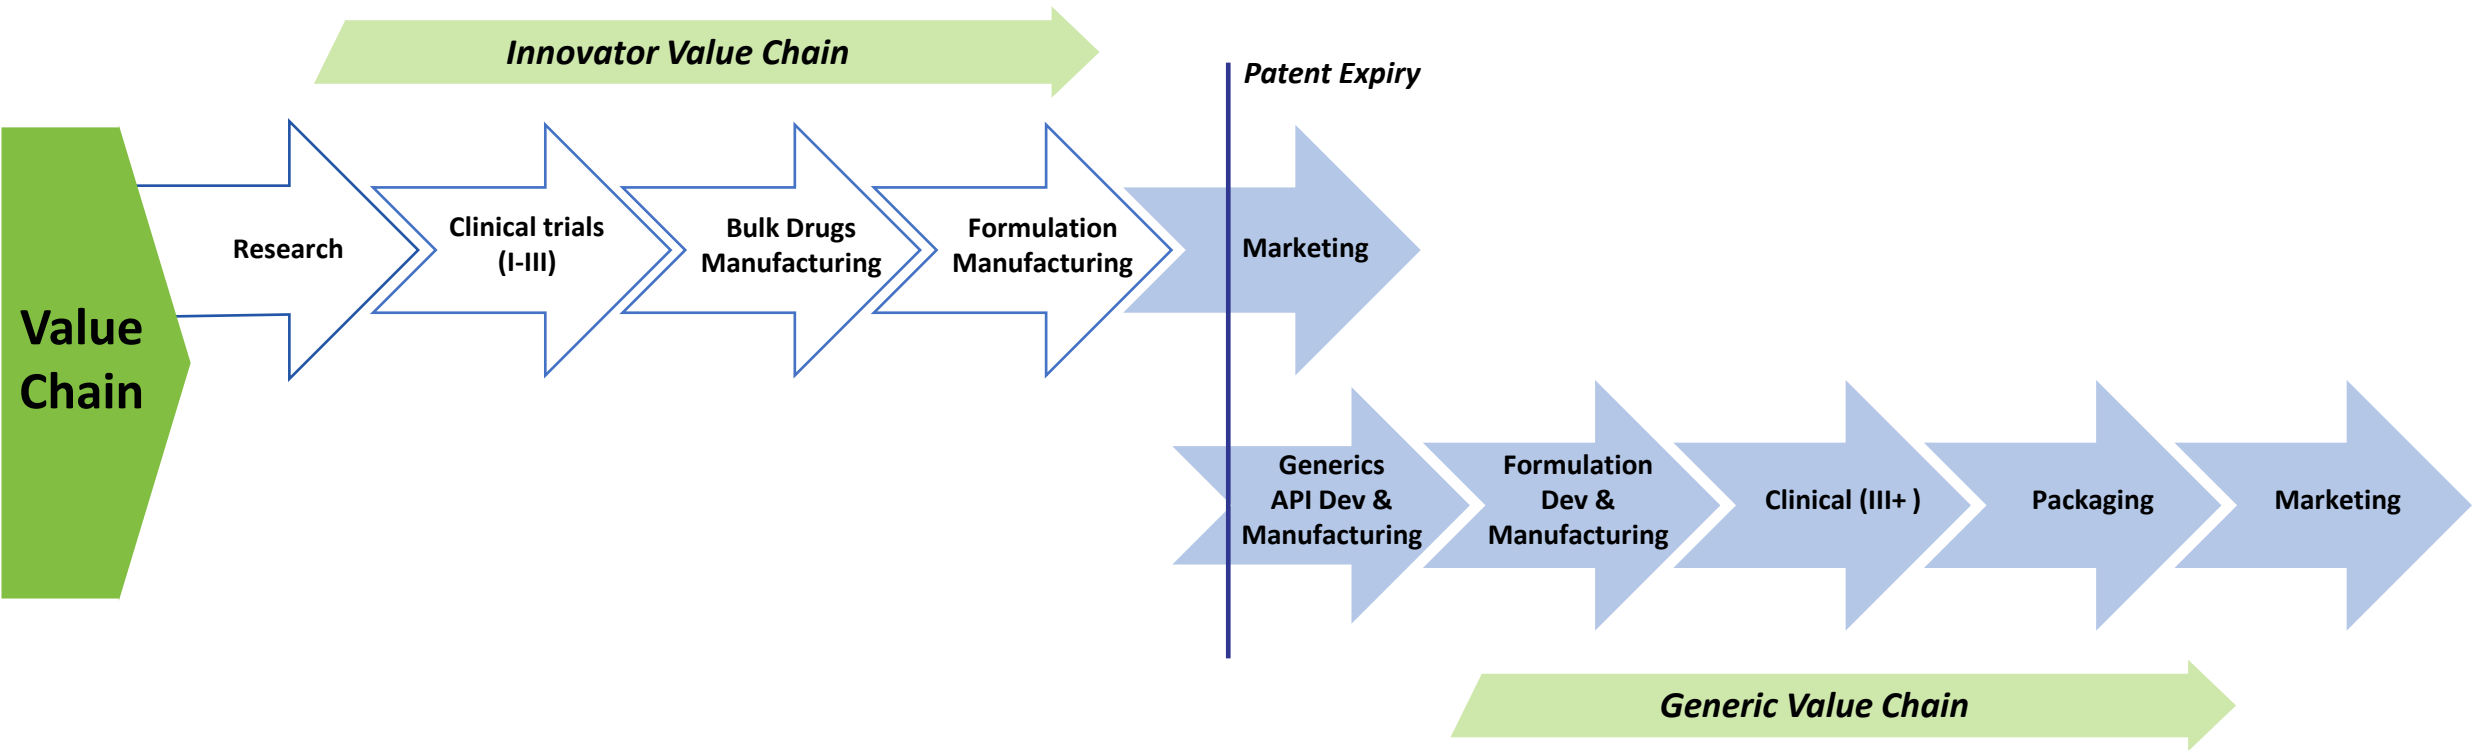 Innovator Value Chain
Patent Expiry
Value
Chain
Research
Clinical trials
(I-III)
Bulk Drugs
Manufacturing
Formulation
Manufacturing
Marketing
Generics
API Dev &
Manufacturing
Formulation
Dev &
Manufacturing
Clinical (III+ )
Packaging
Marketing
Generic Value Chain